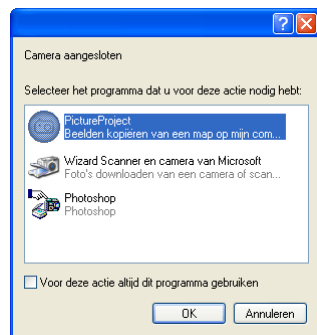 Camera aangesloten
Selecteer het programma dat u voor deze actie nodig hebt:
PictureProject
Beelden kopiëren van een map op mijn com...
Wizard Scanner en camera van Microsoft
Foto's downloaden van een camera of scan...
Photoshop
Photoshop
Voor deze actie altijd dit programma gebruiken
OK Annuleren